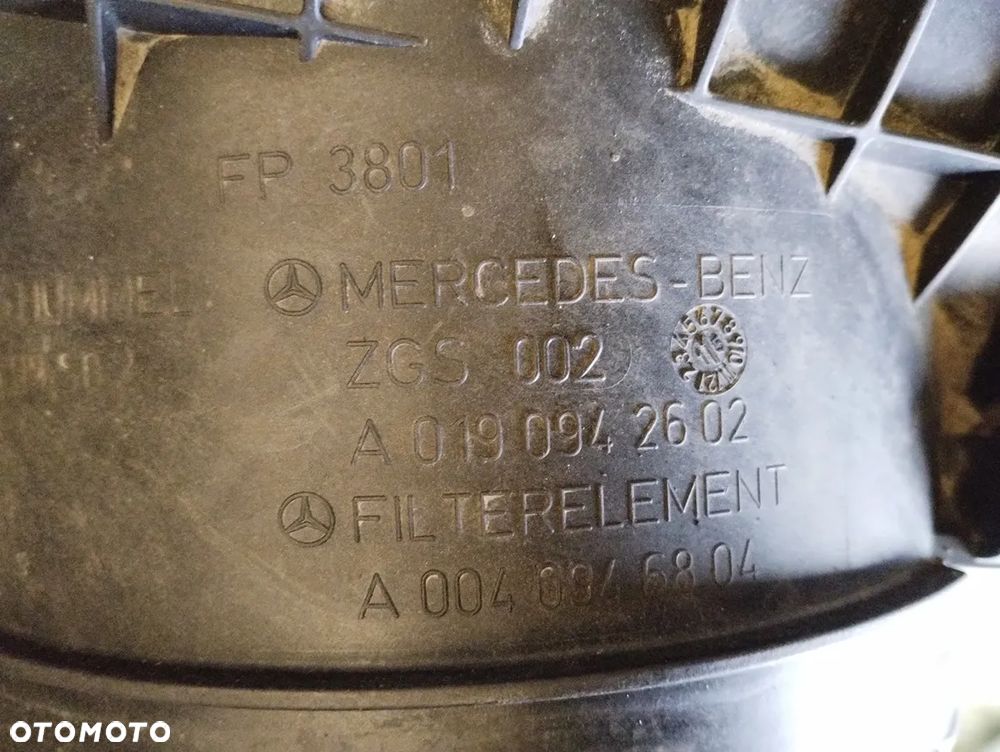 FP 3801
MERCEDES-BENZ
ZGS 002
A 019 094 26 02
FILTERELEMENT
A 004 094 68 04
OTOMOTO